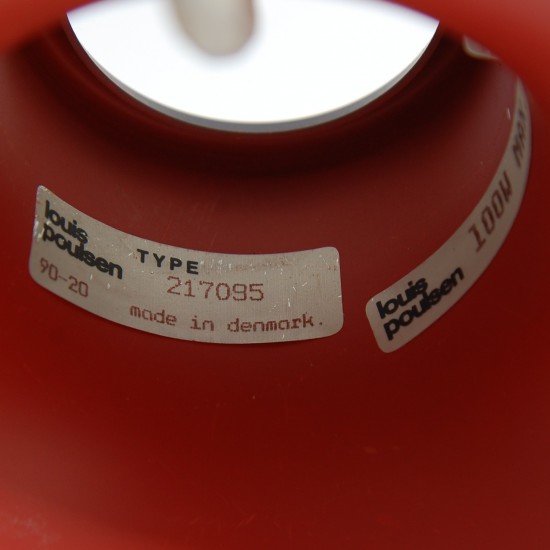 louis
poulsen
TYPE
90-20
217095
made in denmark.
louis
poulsen
100W MAX